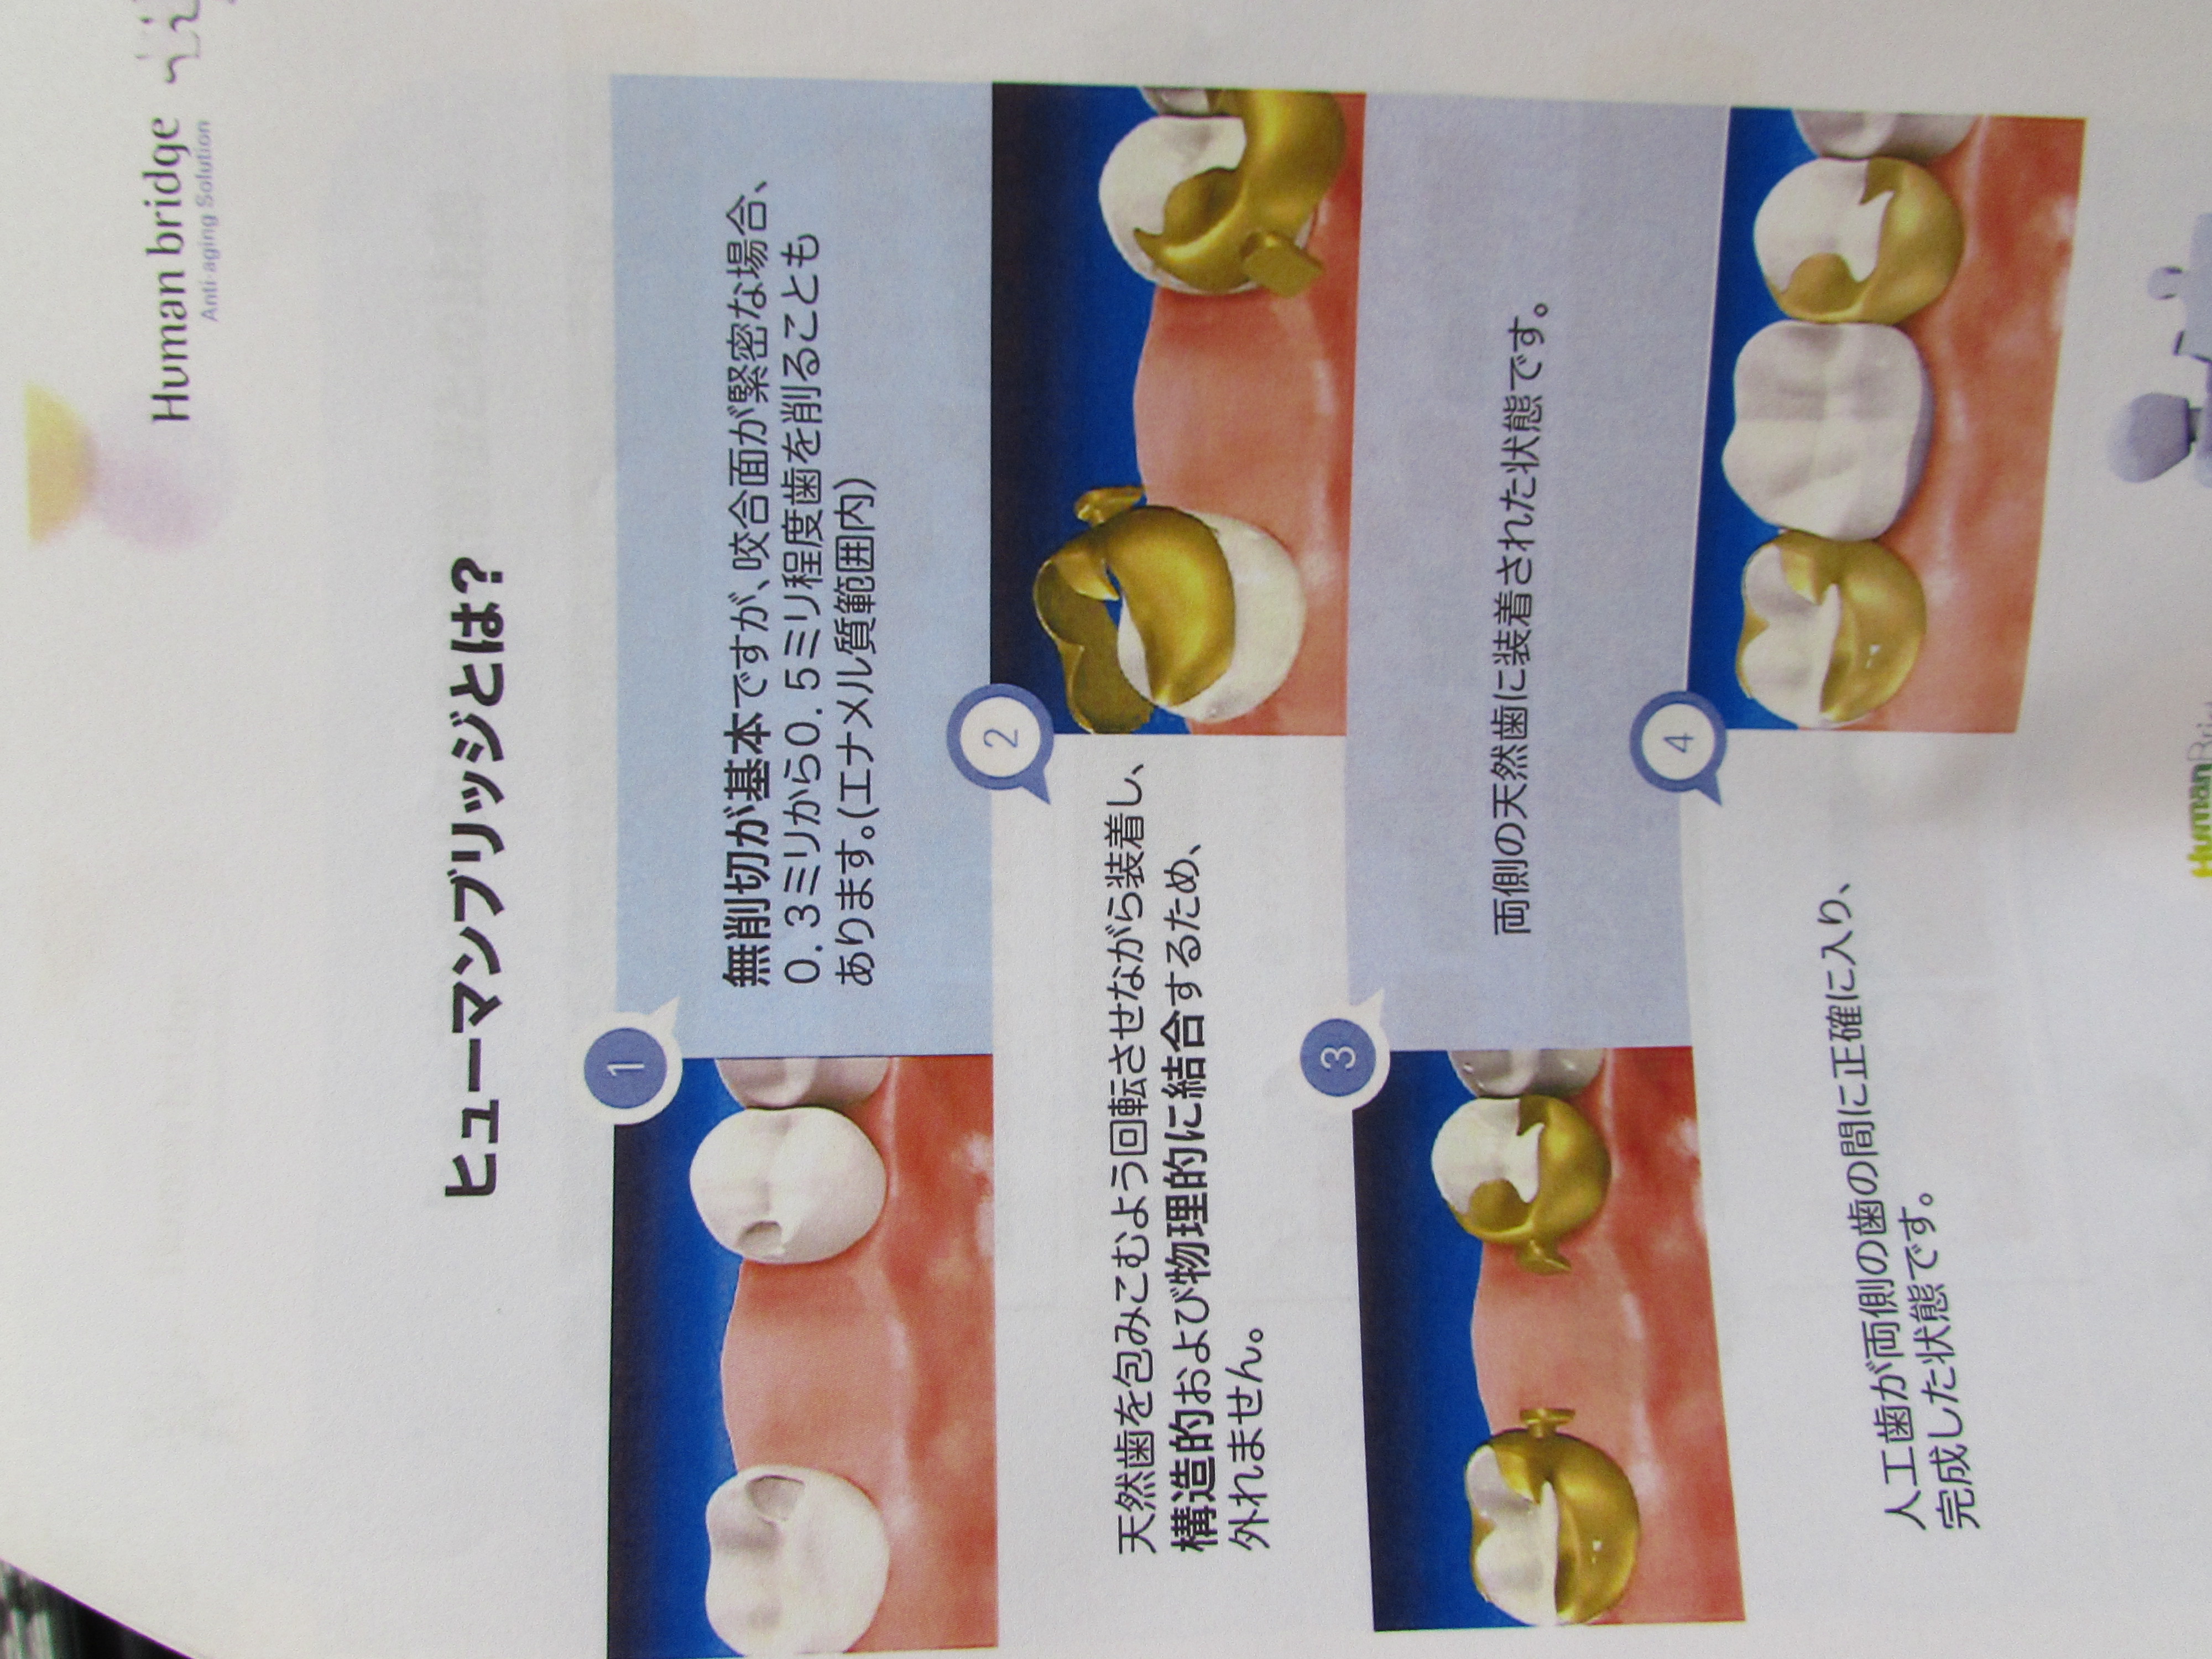 Human bridge
Anti-aging Solution
ヒューマンブリッジとは?
1
無削切が基本ですが、咬合面が緊密な場合、
0.3ミリから0.5ミリ程度歯を削ることも
あります。(エナメル質範囲内)
2
天然歯を包みこむよう回転させながら装着し、
構造的および物理的に結合するため、
外れません。
3
両側の天然歯に装着された状態です。
4
人工歯が両側の歯の間に正確に入り、
完成した状態です。
Human